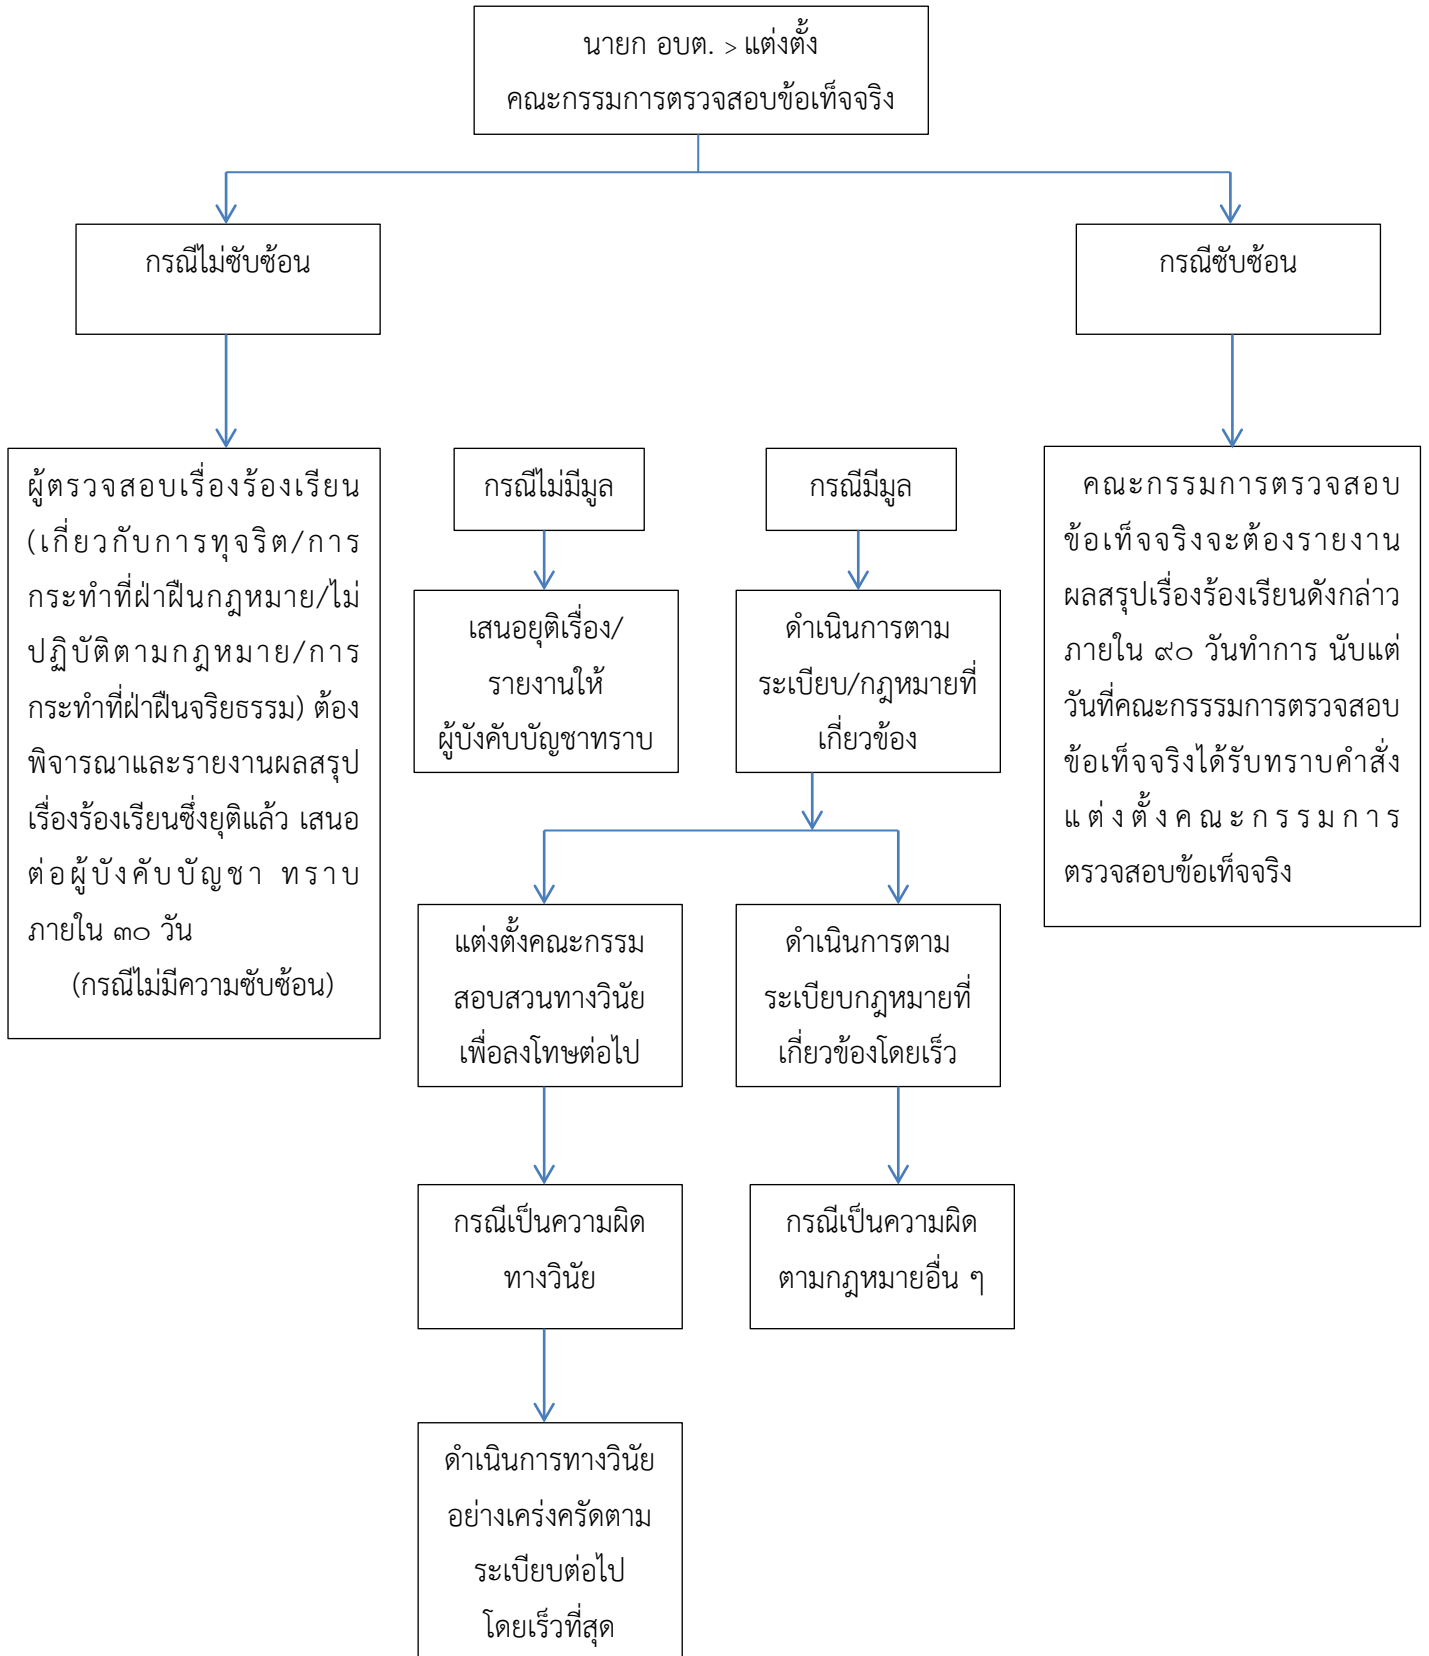 นายก อบต. > แต่งตั้ง
คณะกรรมการตรวจสอบข้อเท็จจริง
กรณีไม่ซับซ้อน
กรณีซับซ้อน
ผู้ตรวจสอบเรื่องร้องเรียน
(เกี่ยวกับการทุจริต/การ
กระทำที่ฝ่าฝืนกฎหมาย/ไม่
ปฏิบัติตามกฎหมาย/การ
กระทำที่ฝ่าฝืนจริยธรรม) ต้อง
พิจารณาและรายงานผลสรุป
เรื่องร้องเรียนซึ่งยุติแล้ว เสนอ
ต่อผู้บังคับบัญชา ทราบ
ภายใน ๓๐ วัน
(กรณีไม่มีความซับซ้อน)
กรณีไม่มีมูล
เสนอยุติเรื่อง/
รายงานให้
ผู้บังคับบัญชาทราบ
กรณีมีมูล
ดำเนินการตาม
ระเบียบ/กฎหมายที่
เกี่ยวข้อง
คณะกรรมการตรวจสอบ
ข้อเท็จจริงจะต้องรายงาน
ผลสรุปเรื่องร้องเรียนดังกล่าว
ภายใน ๙๐ วันทำการ นับแต่
วันที่คณะกรรรมการตรวจสอบ
ข้อเท็จจริงได้รับทราบคำสั่ง
แต่งตั้งคณะกรรมการ
ตรวจสอบข้อเท็จจริง
แต่งตั้งคณะกรรม
สอบสวนทางวินัย
เพื่อลงโทษต่อไป
ดำเนินการตาม
ระเบียบกฎหมายที่
เกี่ยวข้องโดยเร็ว
กรณีเป็นความผิด
ทางวินัย
กรณีเป็นความผิด
ตามกฎหมายอื่น ๆ
ดำเนินการทางวินัย
อย่างเคร่งครัดตาม
ระเบียบต่อไป
โดยเร็วที่สุด